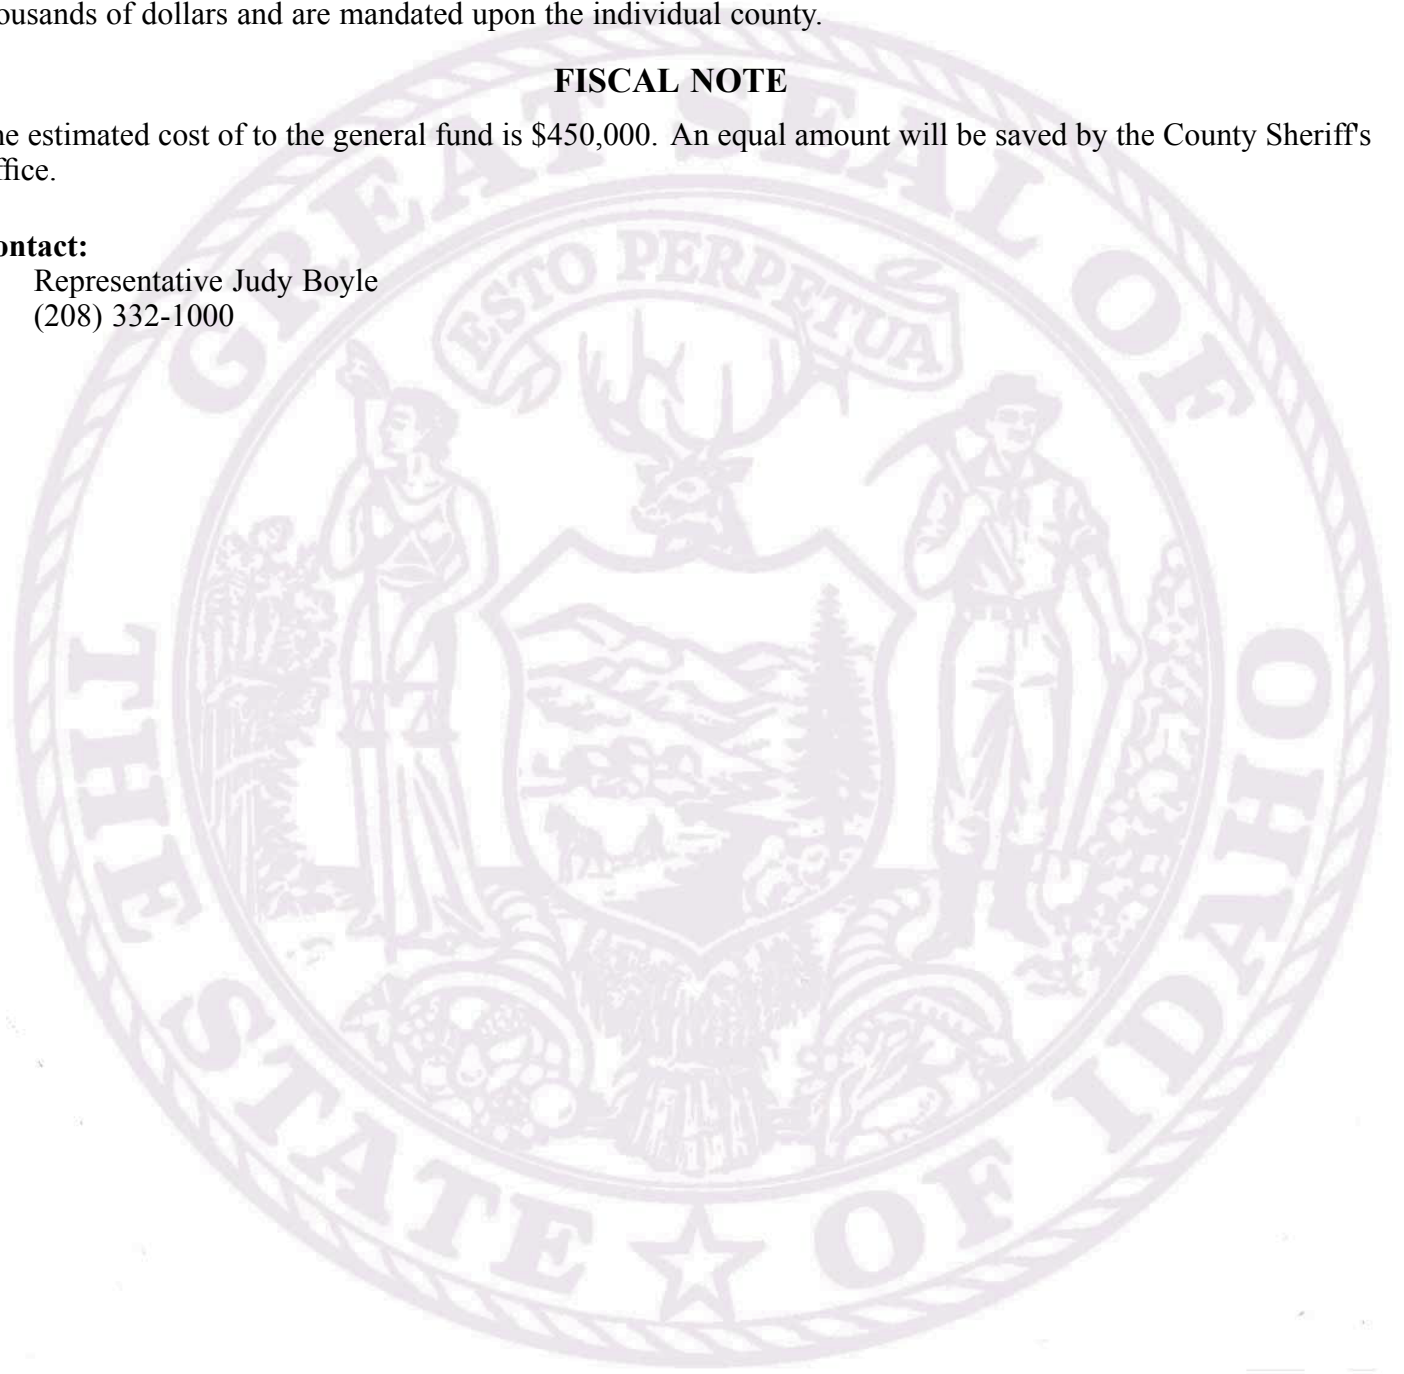 ousands of dollars and are mandated upon the individual county.
FISCAL NOTE
he estimated cost of to the general fund is $450,000. An equal amount will be saved by the County Sheriff's
ffice.
ontact:
Representative Judy Boyle
(208) 332-1000
GREAT SEAL OF
ESTO PERPETUA
THE STATE OF IDAHO